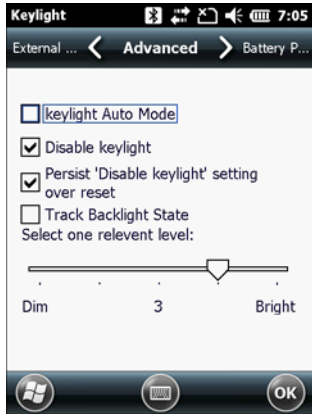 Keylight 7:05
External ... Advanced Battery P...
keylight Auto Mode
Disable keylight
Persist 'Disable keylight' setting
over reset
Track Backlight State
Select one relevent level:
Dim 3 Bright
OK